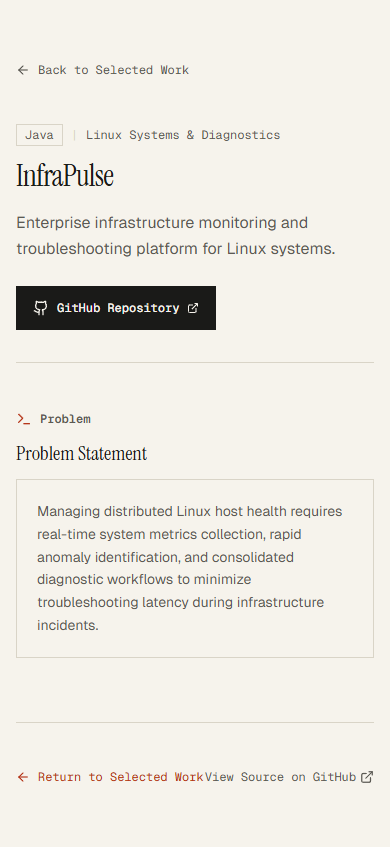 Back to Selected Work
Java | Linux Systems & Diagnostics
InfraPulse
Enterprise infrastructure monitoring and
troubleshooting platform for Linux systems.
GitHub Repository
Problem
Problem Statement
Managing distributed Linux host health requires
real-time system metrics collection, rapid
anomaly identification, and consolidated
diagnostic workflows to minimize
troubleshooting latency during infrastructure
incidents.
Return to Selected Work View Source on GitHub